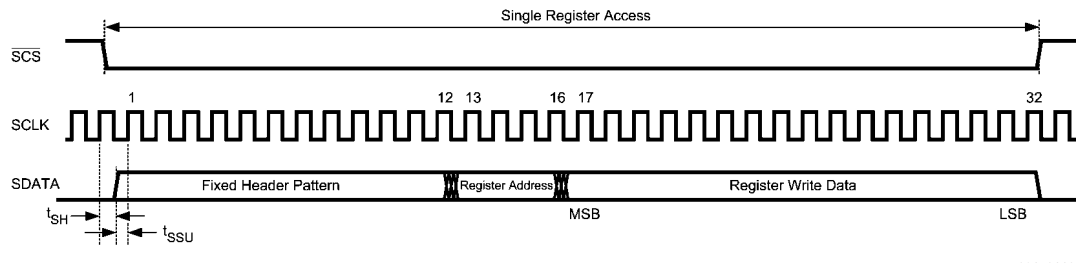 Single Register Access
SCS
1 12 13 16 17 32
SCLK
SDATA Fixed Header Pattern Register Address Register Write Data
tSH MSB LSB
tSSU